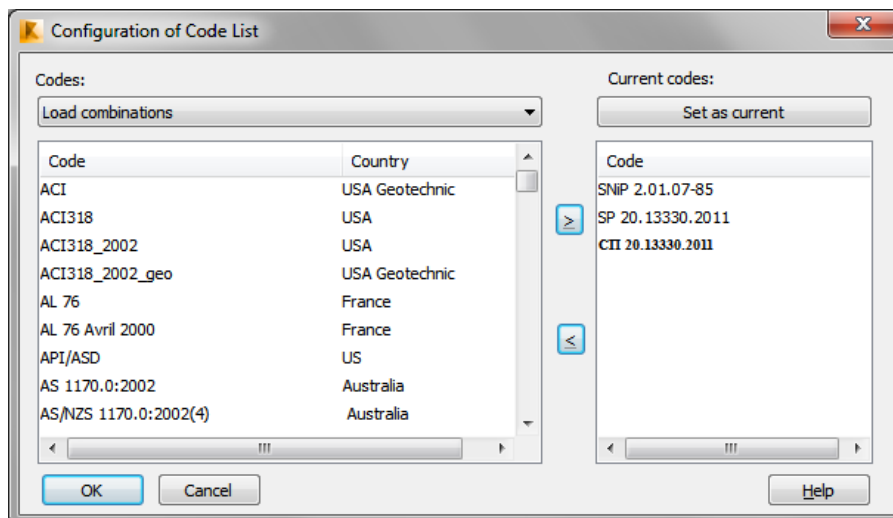 Configuration of Code List
X
Codes:
Current codes:
Load combinations
Set as current
Code Country
Code
ACI USA Geotechnic
SNiP 2.01.07-85
ACI318 USA
SP 20.13330.2011
≥
ACI318_2002 USA
СП 20.13330.2011
ACI318_2002_geo USA Geotechnic
AL 76 France
AL 76 Avril 2000 France
≤
API/ASD US
AS 1170.0:2002 Australia
AS/NZS 1170.0:2002(4) Australia
OK
Cancel
Help